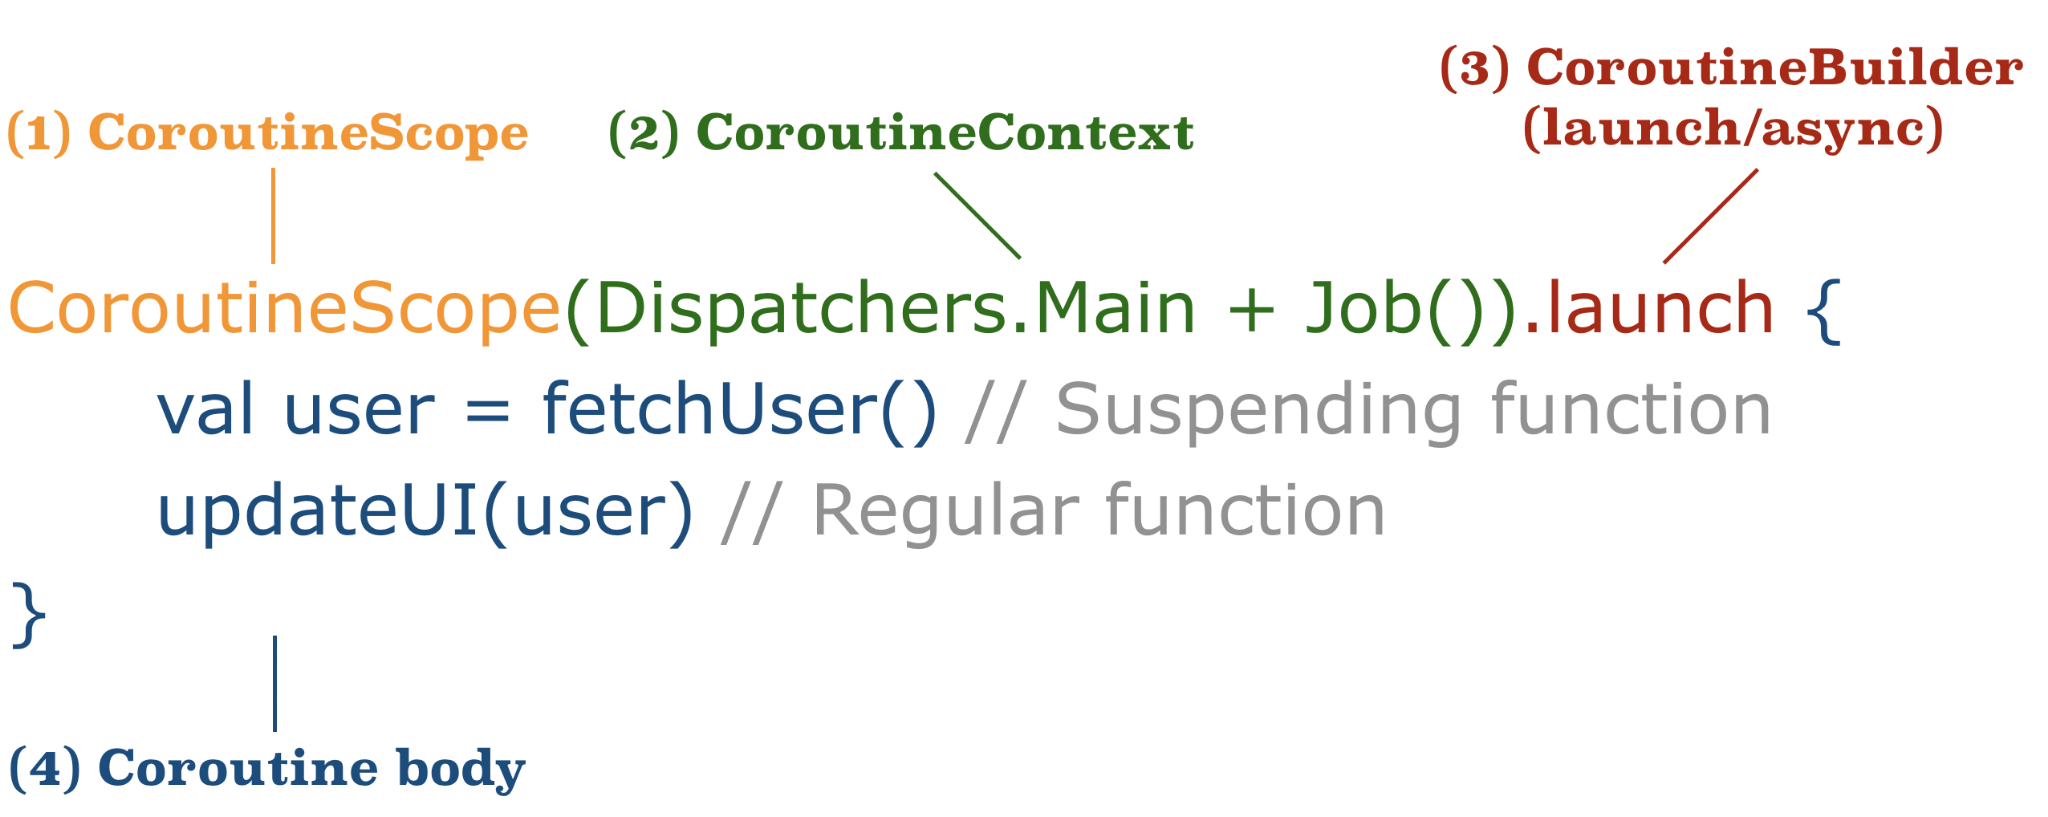 (3) CoroutineBuilder
(1) CoroutineScope (2) CoroutineContext (launch/async)
CoroutineScope(Dispatchers.Main + Job()).launch {
val user = fetchUser() // Suspending function
updateUI(user) // Regular function
}
(4) Coroutine body